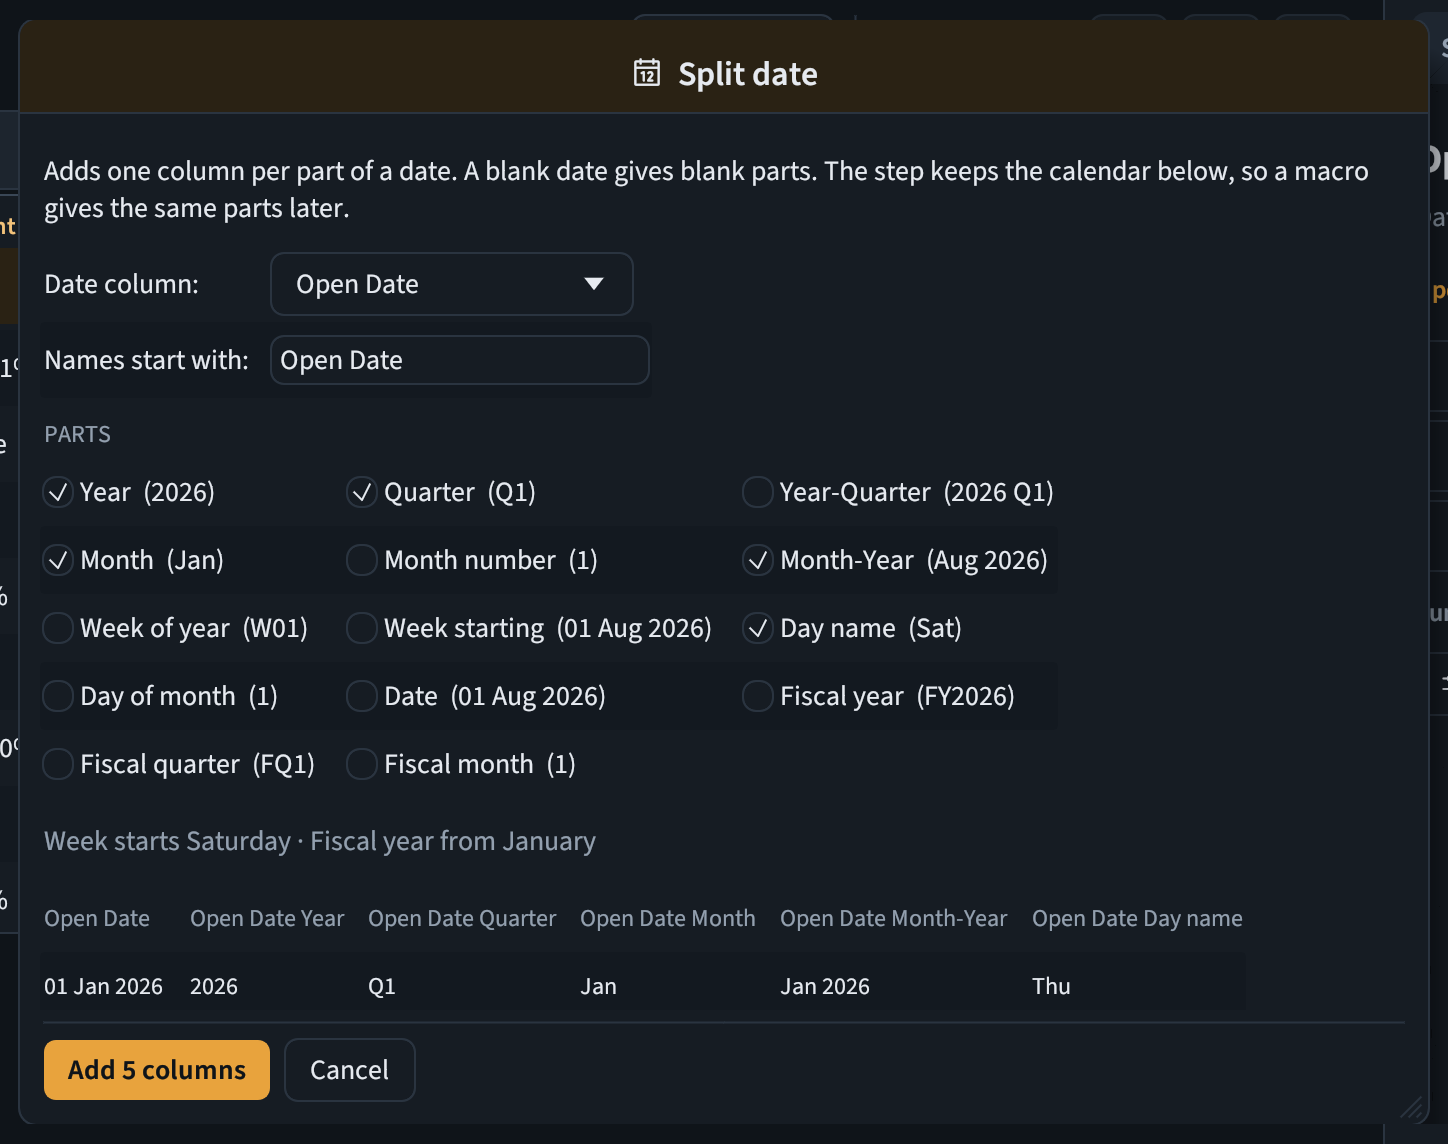 12 Split date
Adds one column per part of a date. A blank date gives blank parts. The step keeps the calendar below, so a macro
gives the same parts later.
Date column: Open Date
Names start with: Open Date
PARTS
Year (2026) Quarter (Q1) Year-Quarter (2026 Q1)
Month (Jan) Month number (1) Month-Year (Aug 2026)
Week of year (W01) Week starting (01 Aug 2026) Day name (Sat)
Day of month (1) Date (01 Aug 2026) Fiscal year (FY2026)
Fiscal quarter (FQ1) Fiscal month (1)
Week starts Saturday · Fiscal year from January
Open Date Open Date Year Open Date Quarter Open Date Month Open Date Month-Year Open Date Day name
01 Jan 2026 2026 Q1 Jan Jan 2026 Thu
Add 5 columns Cancel